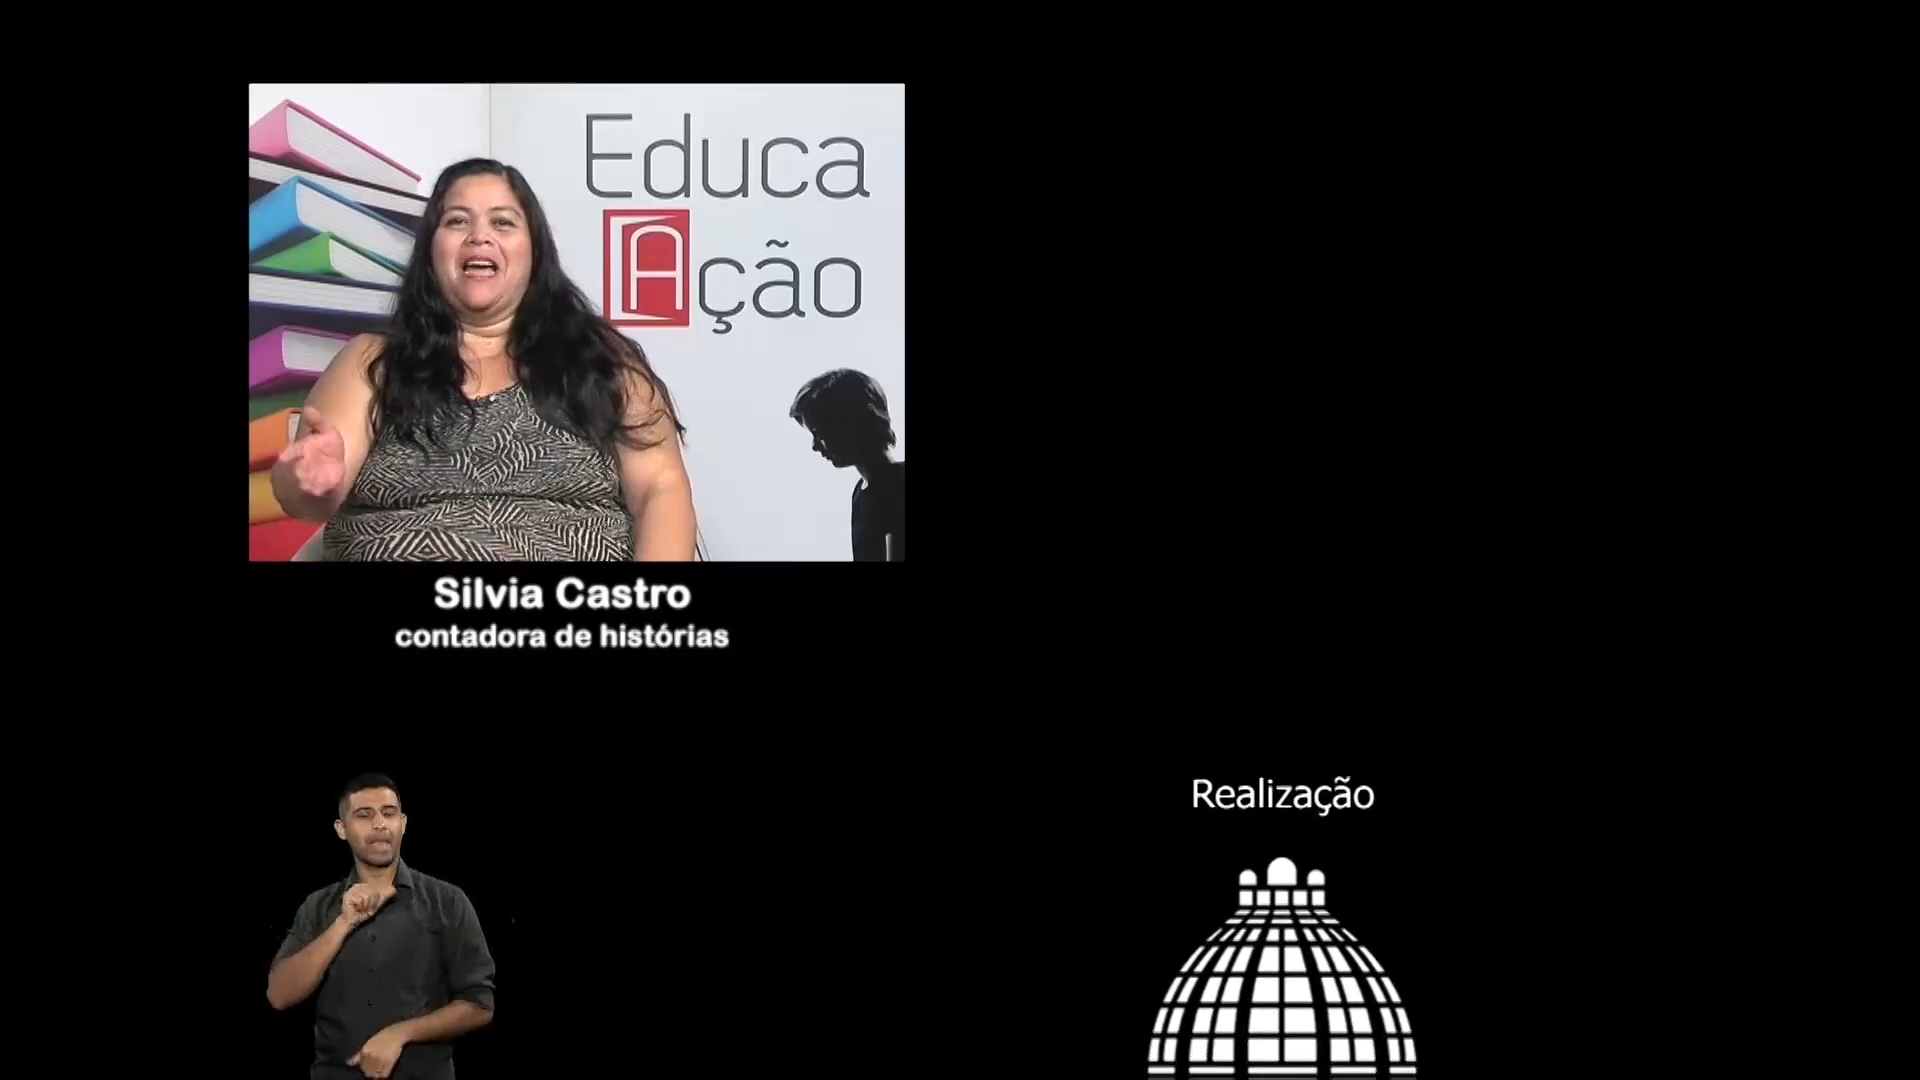 Educa
Ação
Silvia Castro
contadora de histórias
Realização